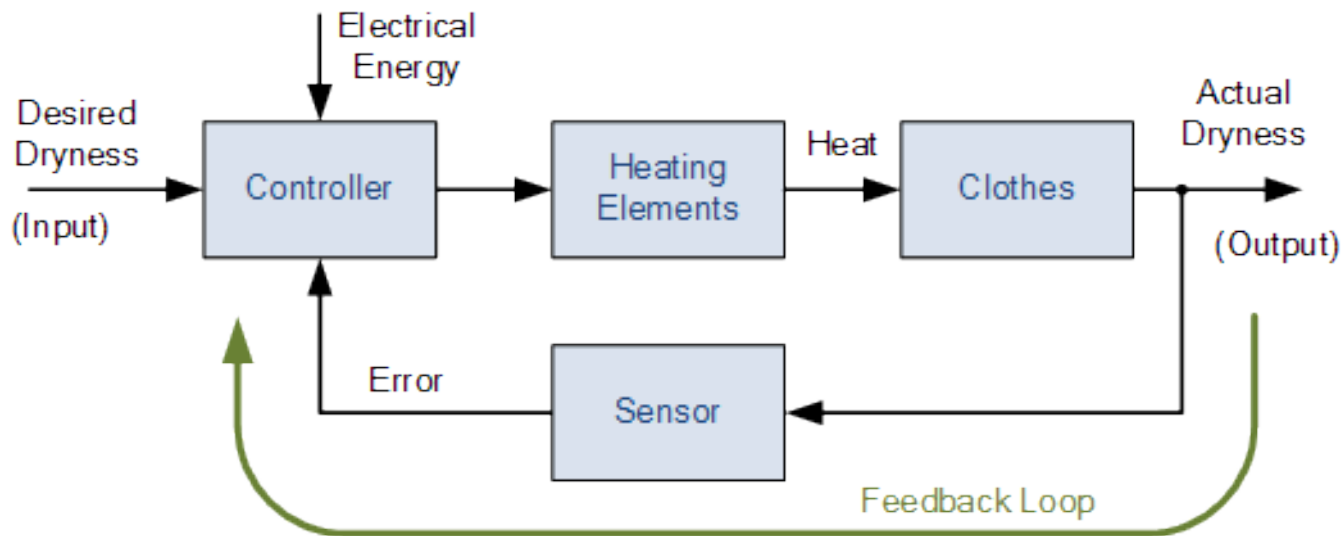 Electrical
Energy
Desired
Dryness
(Input)
Controller
Heating
Elements
Heat
Clothes
Actual
Dryness
(Output)
Error
Sensor
Feedback Loop